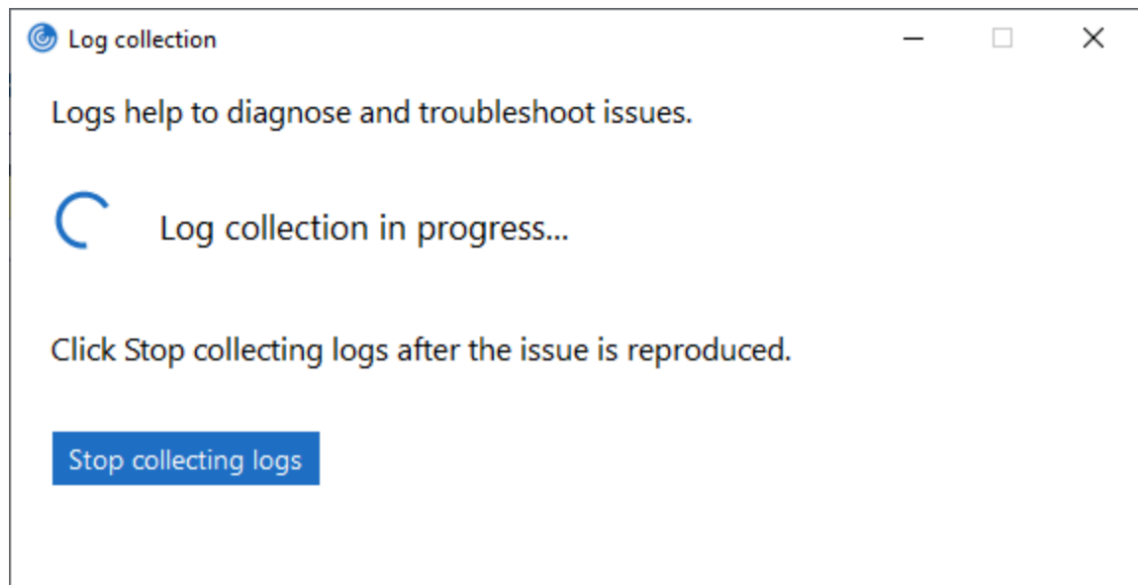 Log collection
Logs help to diagnose and troubleshoot issues.
Log collection in progress...
Click Stop collecting logs after the issue is reproduced.
Stop collecting logs